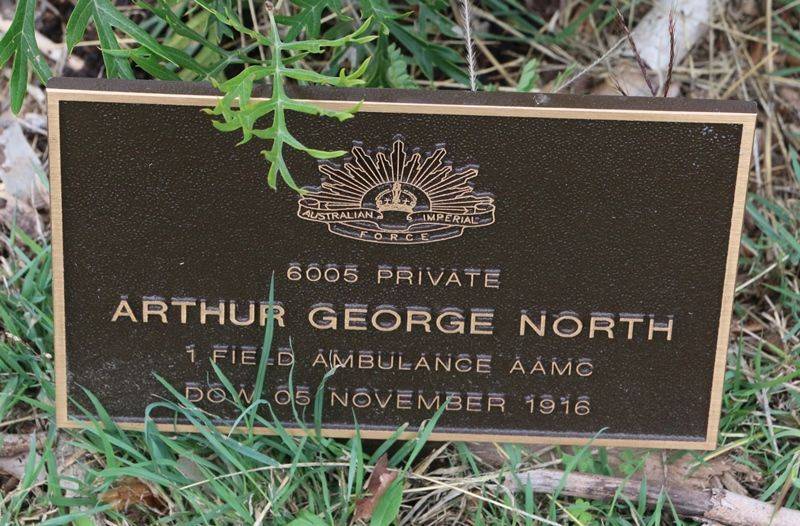 AUSTRALIAN IMPERIAL
FORCE
6005 PRIVATE
ARTHUR GEORGE NORTH
1 FIELD AMBULANCE AAMC
DOW 05 NOVEMBER 1916